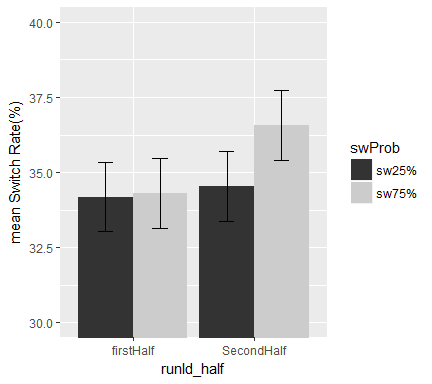 40.0
37.5
35.0
32.5
30.0
mean Switch Rate(%)
firstHalf
SecondHalf
runId_half
swProb
sw25%
sw75%